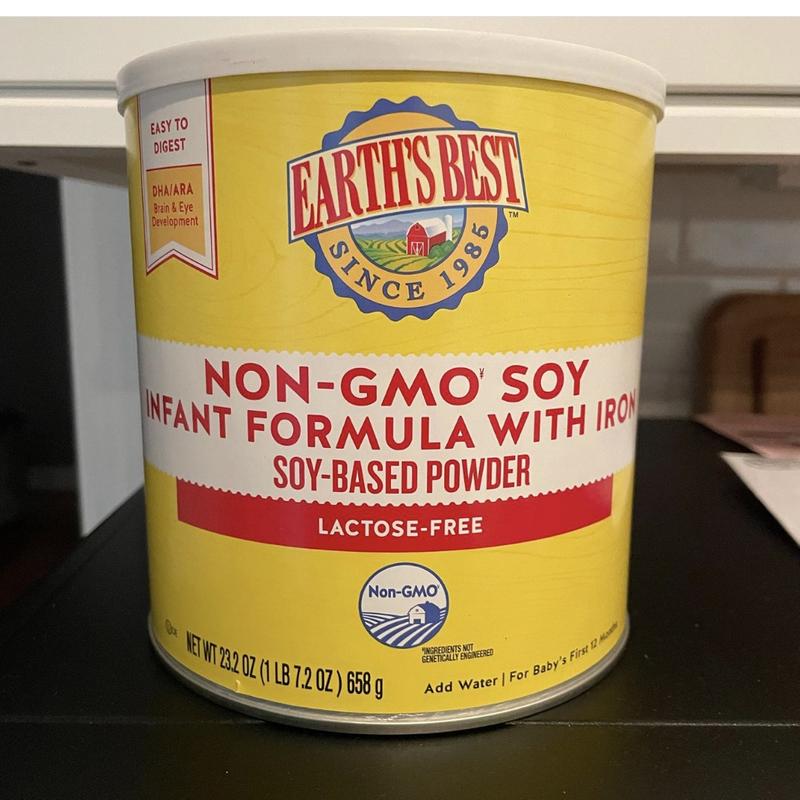 EASY TO
DIGEST
DHA/ARA
Brain & Eye
Development
EARTH'S BEST
™
SINCE 1985
NON-GMO¥ SOY
INFANT FORMULA WITH IRON
SOY-BASED POWDER
LACTOSE-FREE
Non-GMO¥
¥INGREDIENTS NOT
GENETICALLY ENGINEERED
NET WT 23.2 OZ (1 LB 7.2 OZ) 658 g
Add Water | For Baby's First 12 Months